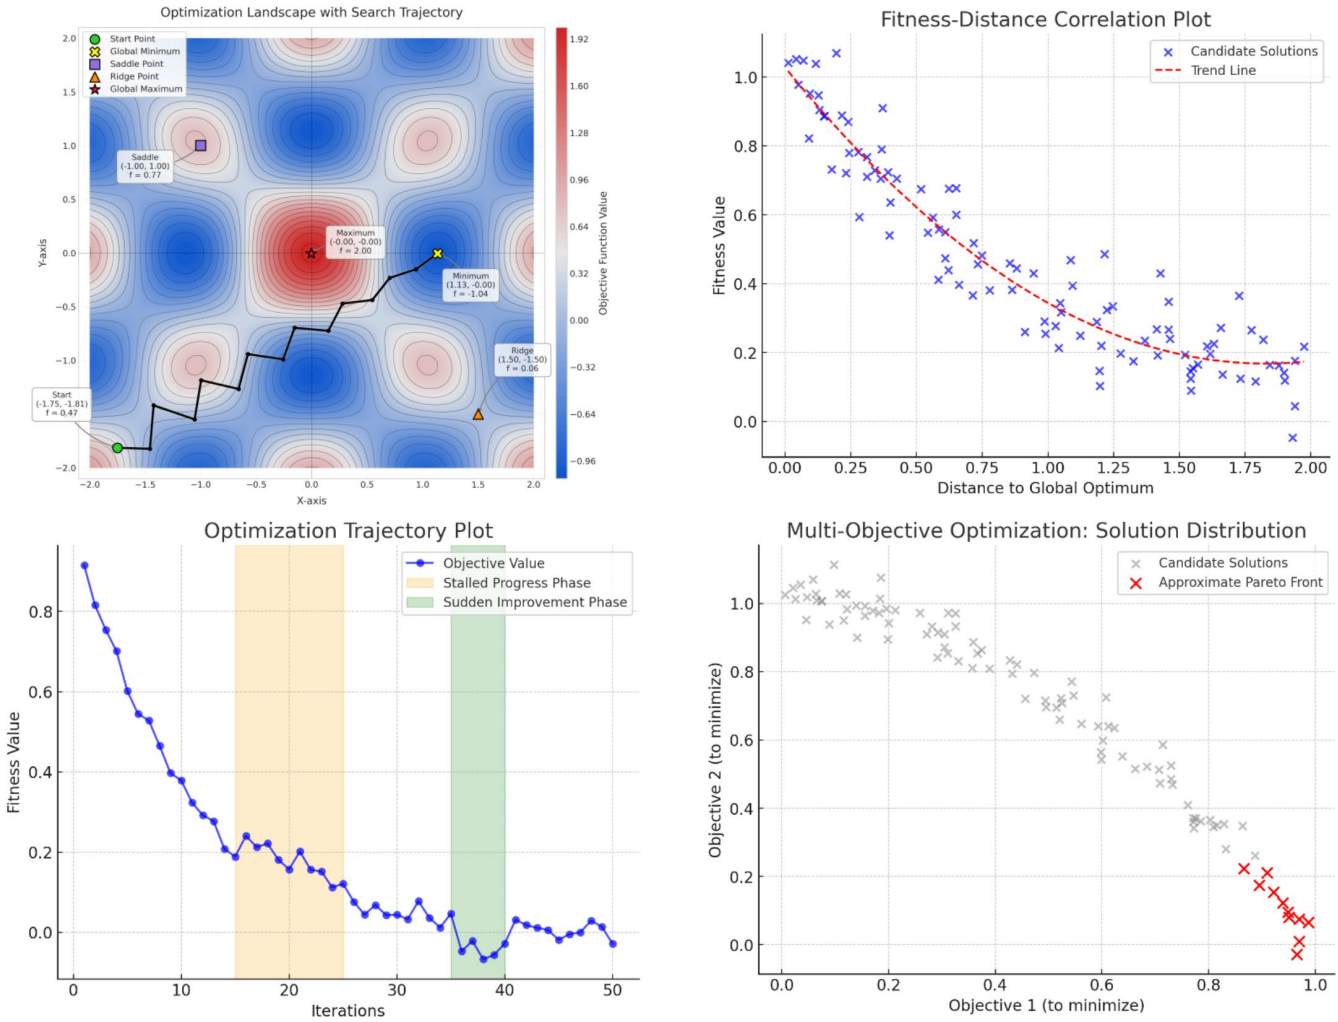 Optimization Landscape with Search Trajectory
Start Point
Global Minimum
Saddle Point
Ridge Point
Global Maximum
2.0
1.5
1.0
0.5
0.0
−0.5
−1.0
−1.5
−2.0
Y-axis
Saddle
(-1.00, 1.00)
f = 0.77
Maximum
(-0.00, -0.00)
f = 2.00
Minimum
(1.13, -0.00)
f = -1.04
Ridge
(1.50, -1.50)
f = 0.06
Start
(-1.75, -1.81)
f = 0.47
−2.0 −1.5 −1.0 −0.5 0.0 0.5 1.0 1.5 2.0
X-axis
1.92
1.60
1.28
0.96
0.64
0.32
0.00
−0.32
−0.64
−0.96
Objective Function Value
Fitness-Distance Correlation Plot
Candidate Solutions
Trend Line
1.0
0.8
0.6
0.4
0.2
0.0
Fitness Value
0.00 0.25 0.50 0.75 1.00 1.25 1.50 1.75 2.00
Distance to Global Optimum
Optimization Trajectory Plot
Objective Value
Stalled Progress Phase
Sudden Improvement Phase
0.8
0.6
0.4
0.2
0.0
Fitness Value
0 10 20 30 40 50
Iterations
Multi-Objective Optimization: Solution Distribution
Candidate Solutions
Approximate Pareto Front
1.0
0.8
0.6
0.4
0.2
0.0
Objective 2 (to minimize)
0.0 0.2 0.4 0.6 0.8 1.0
Objective 1 (to minimize)